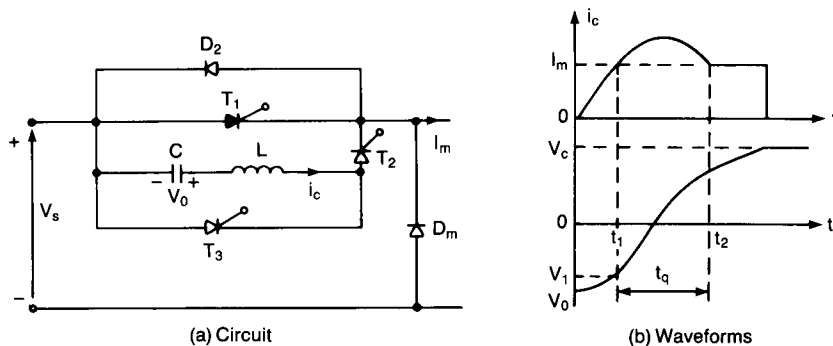 D2
T1
+
Im
C
L
T2
− +
V0
ic
Vs
T3
Dm
−
(a) Circuit
ic
Im
0
Vc
0
t1
t2
t
V1
tq
V0
(b) Waveforms